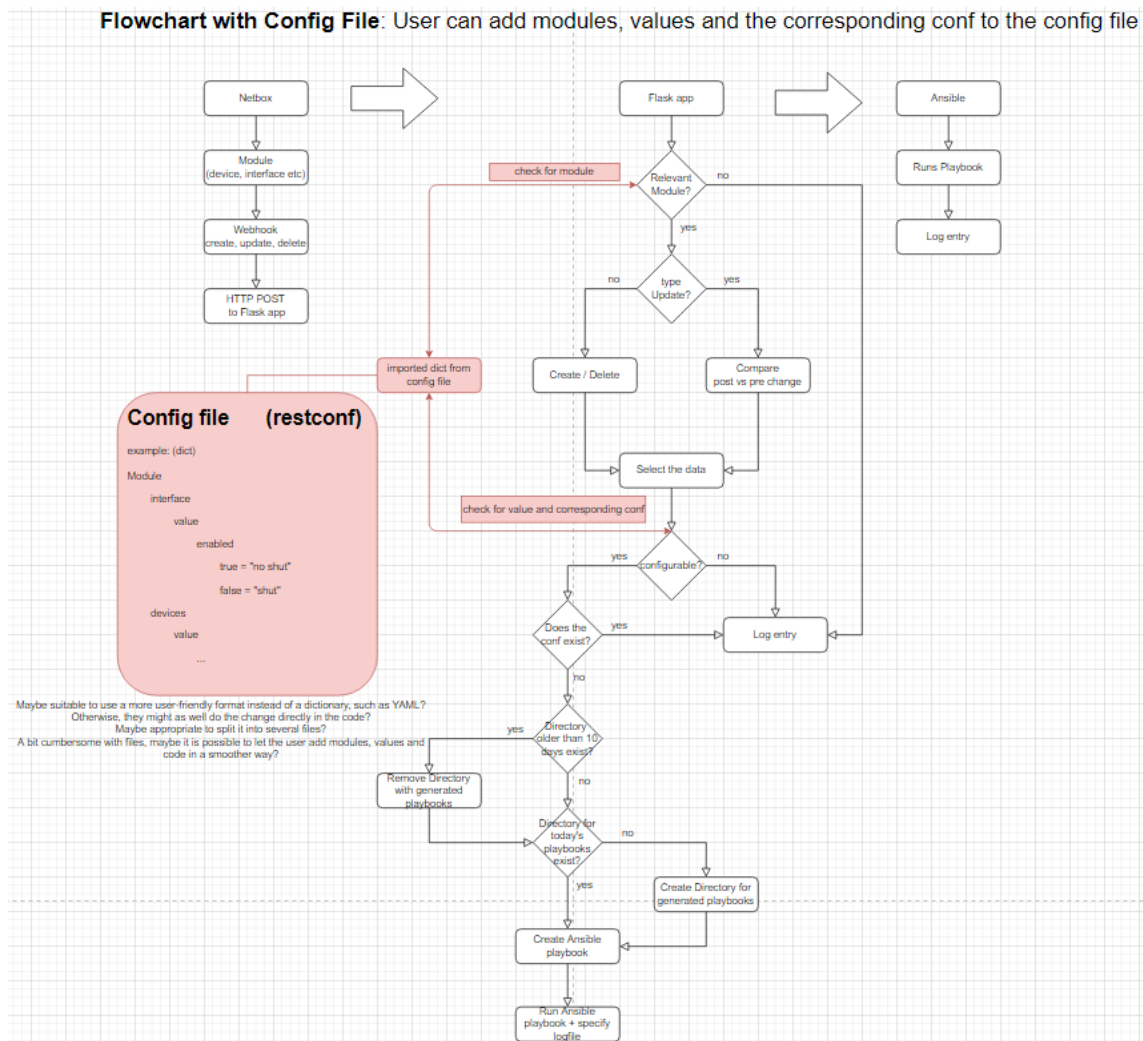 Flowchart with Config File: User can add modules, values and the corresponding conf to the config file
Netbox
Module
(device, interface etc)
Webhook
create, update, delete
HTTP POST
to Flask app
Flask app
check for module
Relevant
Module?
no
yes
type
Update?
no
yes
imported dict from
config file
Create / Delete
Compare
post vs pre change
Select the data
check for value and corresponding conf
configurable?
yes
no
Does the
conf exist?
yes
Log entry
no
Directory
older than 10
days exist?
yes
no
Remove Directory
with generated
playbooks
Directory for
today's
playbooks
exist?
no
yes
Create Directory for
generated playbooks
Create Ansible
playbook
Run Ansible
playbook + specify
logfile
Ansible
Runs Playbook
Log entry
Config file (restconf)
example: (dict)
Module
interface
value
enabled
true = "no shut"
false = "shut"
devices
value
...
Maybe suitable to use a more user-friendly format instead of a dictionary, such as YAML?
Otherwise, they might as well do the change directly in the code?
Maybe appropriate to split it into several files?
A bit cumbersome with files, maybe it is possible to let the user add modules, values and
code in a smoother way?